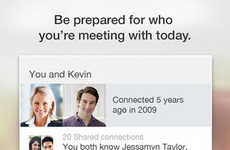 Be prepared for who
you're meeting with today.
You and Kevin
Connected 5 years
ago in 2009
20 Shared connections
You both know Jessamyn Taylor,